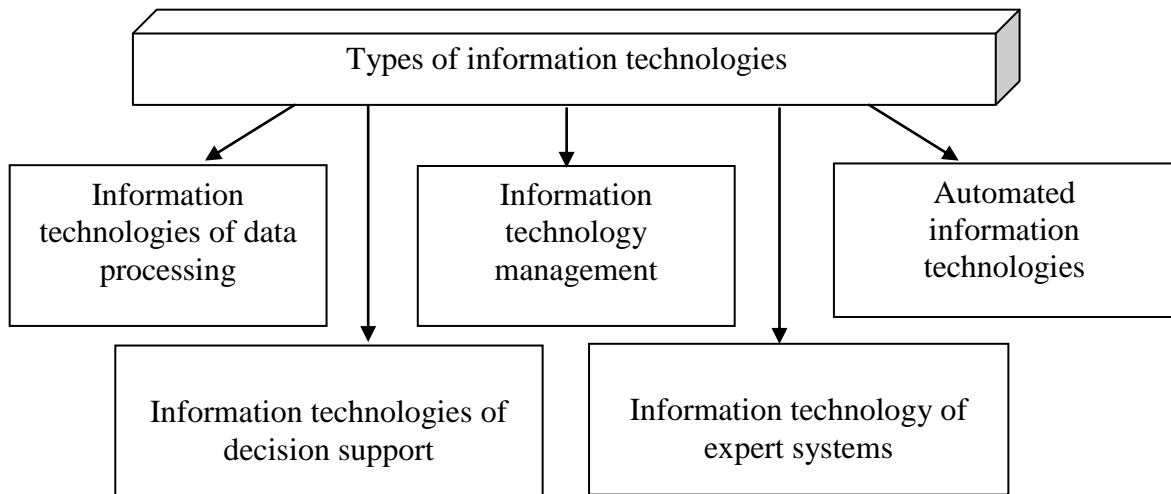 Types of information technologies
Information
technologies of data
processing
Information
technology
management
Automated
information
technologies
Information technologies of
decision support
Information technology of
expert systems